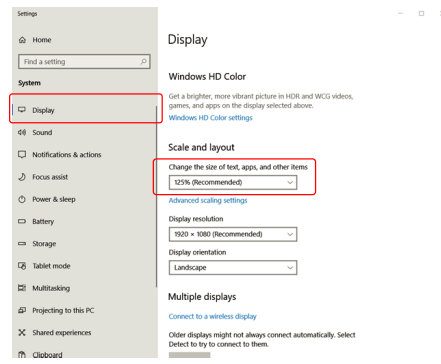 Settings
Home
Find a setting
System
Display
Sound
Notifications & actions
Focus assist
Power & sleep
Battery
Storage
Tablet mode
Multitasking
Projecting to this PC
Shared experiences
Clipboard
Display
Windows HD Color
Get a brighter, more vibrant picture in HDR and WCG videos,
games, and apps on the display selected above.
Windows HD Color settings
Scale and layout
Change the size of text, apps, and other items
125% (Recommended)
Advanced scaling settings
Display resolution
1920 × 1080 (Recommended)
Display orientation
Landscape
Multiple displays
Connect to a wireless display
Older displays might not always connect automatically. Select
Detect to try to connect to them.